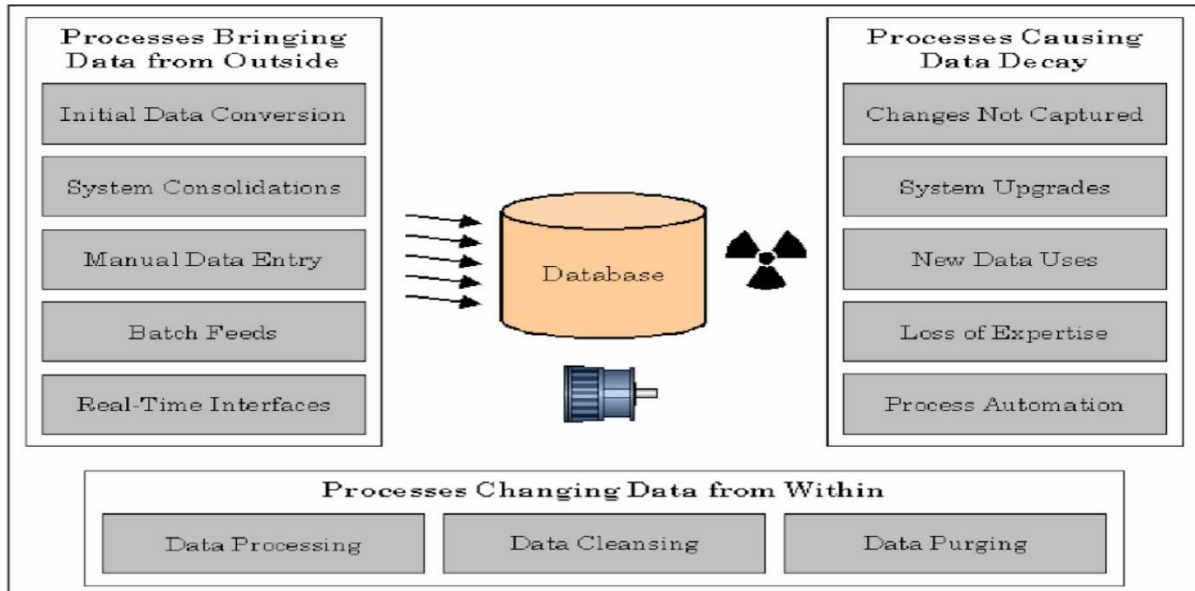 Processes Bringing
Data from Outside
Initial Data Conversion
System Consolidations
Manual Data Entry
Batch Feeds
Real-Time Interfaces
Database
Processes Causing
Data Decay
Changes Not Captured
System Upgrades
New Data Uses
Loss of Expertise
Process Automation
Processes Changing Data from Within
Data Processing
Data Cleansing
Data Purging